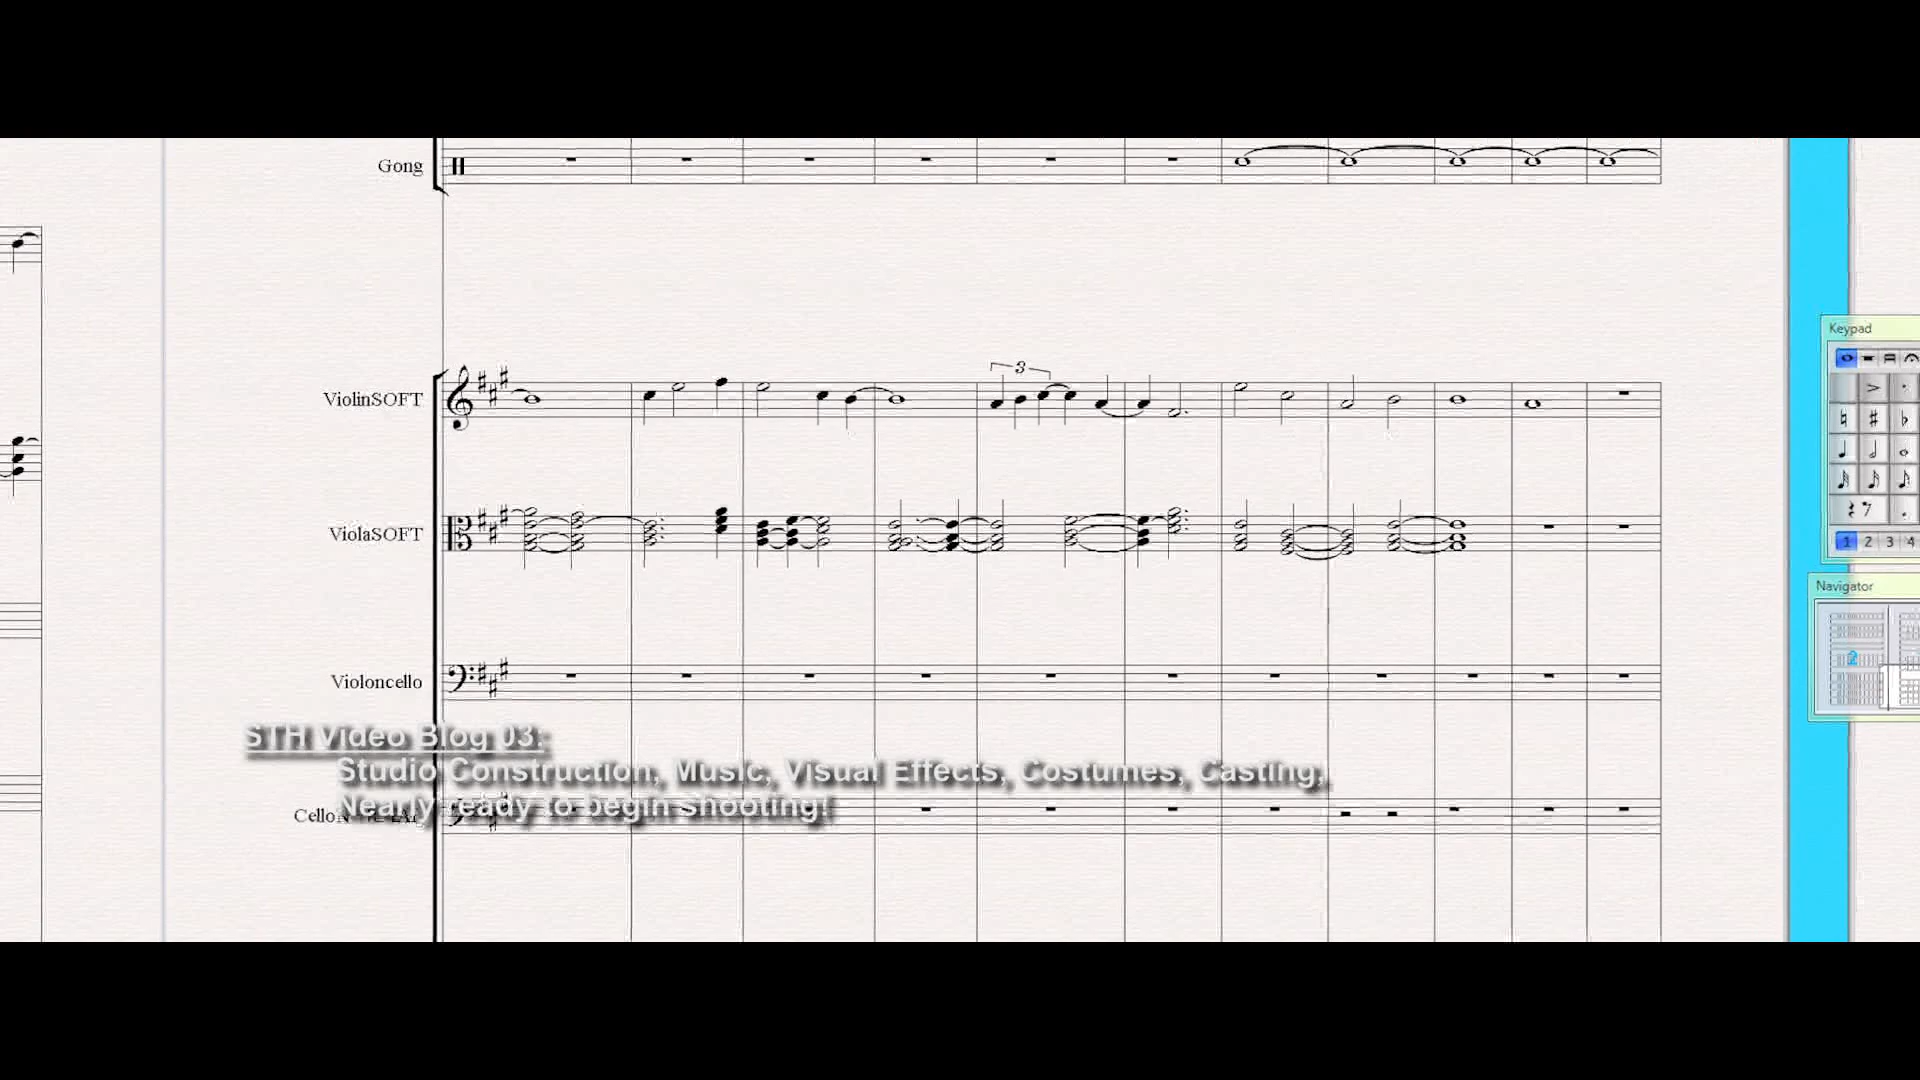 Gong
Keypad
3
ViolinSOFT
ViolaSOFT
1 2 3 4
Navigator
2
Violoncello
STH Video Blog 03:
Studio Construction, Music, Visual Effects, Costumes, Casting,
Nearly ready to begin shooting!